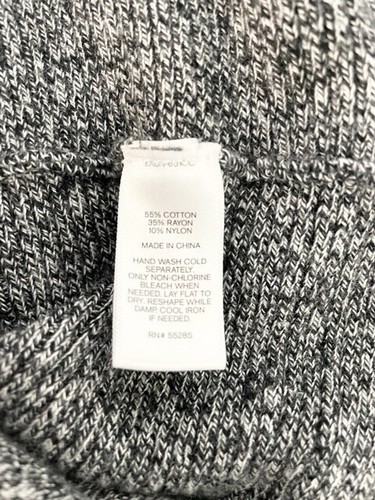 55% COTTON
35% RAYON
10% NYLON
MADE IN CHINA
HAND WASH COLD
SEPARATELY.
ONLY NON-CHLORINE
BLEACH WHEN
NEEDED. LAY FLAT TO
DRY. RESHAPE WHILE
DAMP. COOL IRON
IF NEEDED.
RN# 55285